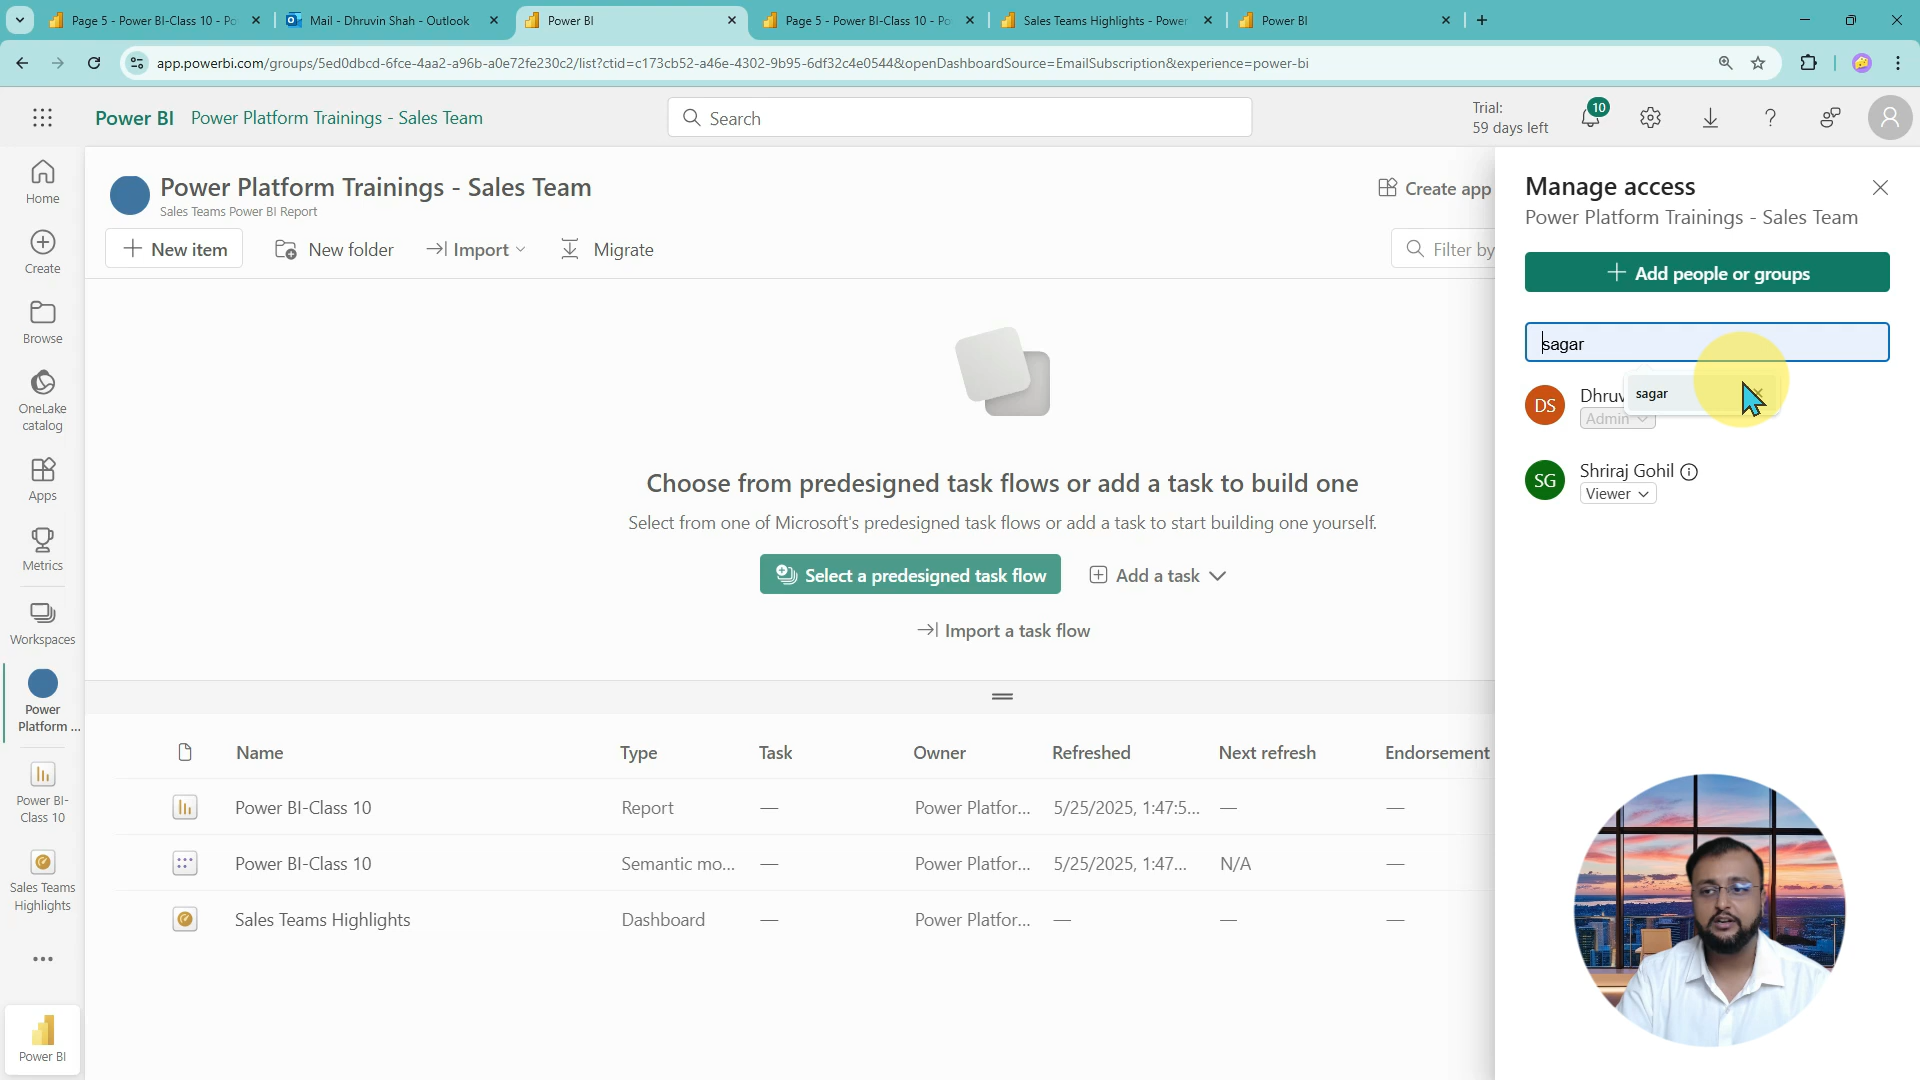 Page 5 - Power BI-Class 10 - Po
Mail - Dhruvin Shah - Outlook
Power BI
Page 5 - Power BI-Class 10 - Po
Sales Teams Highlights - Power
Power BI
app.powerbi.com/groups/5ed0dbcd-6fce-4aa2-a96b-a0e72fe230c2/list?ctid=c173cb52-a46e-4302-9b95-6df32c4e0544&openDashboardSource=EmailSubscription&experience=power-bi
Power BI Power Platform Trainings - Sales Team
Search
Trial:
59 days left
10
Home
Create
Browse
OneLake
catalog
Apps
Metrics
Workspaces
Power
Platform ...
Power BI-
Class 10
Sales Teams
Highlights
Power BI
Power Platform Trainings - Sales Team
Sales Teams Power BI Report
Create app
New item
New folder
Import
Migrate
Filter by
Choose from predesigned task flows or add a task to build one
Select from one of Microsoft's predesigned task flows or add a task to start building one yourself.
Select a predesigned task flow
Add a task
Import a task flow
Name Type Task Owner Refreshed Next refresh Endorsement
Power BI-Class 10 Report — Power Platfor... 5/25/2025, 1:47:5... — —
Power BI-Class 10 Semantic mo... — Power Platfor... 5/25/2025, 1:47... N/A —
Sales Teams Highlights Dashboard — Power Platfor... — — —
Manage access
Power Platform Trainings - Sales Team
Add people or groups
sagar
sagar
DS
Dhruv
Admin
SG
Shriraj Gohil
Viewer